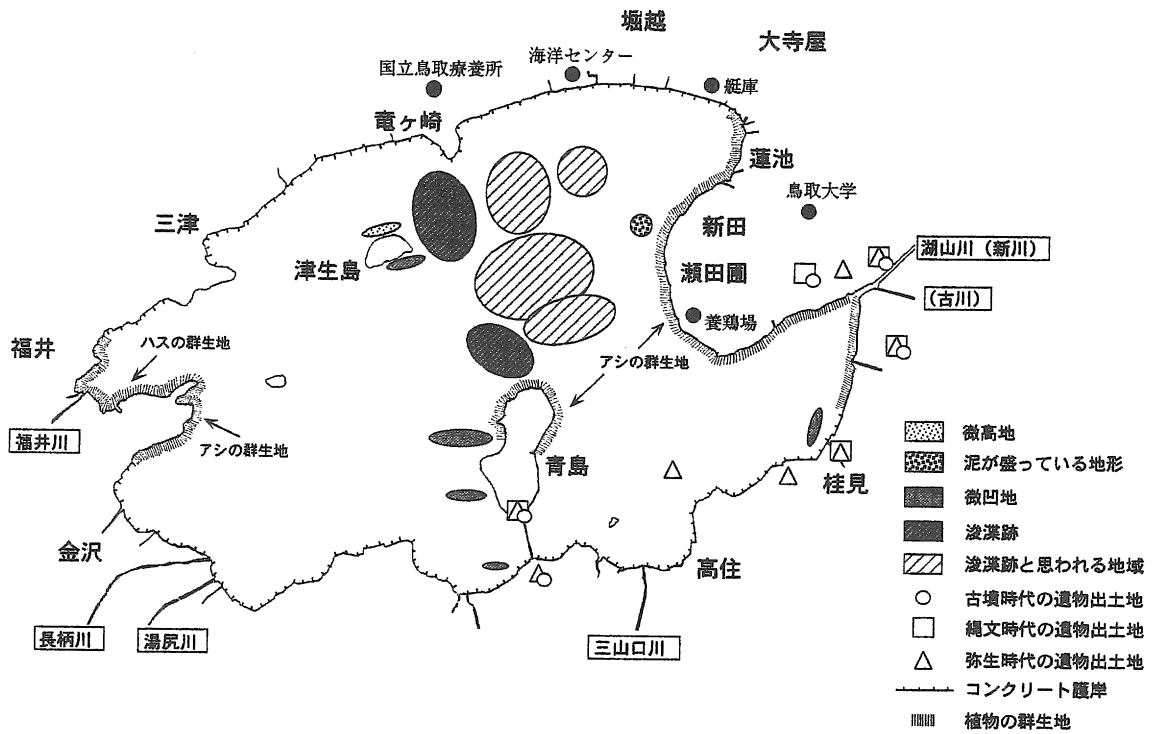 堀越
大寺屋
海洋センター
国立鳥取療養所
艇庫
竜ヶ崎
蓮池
鳥取大学
三津
新田
湖山川（新川）
津生島
瀬田圃
（古川）
養鶏場
福井
ハスの群生地
アシの群生地
福井川
アシの群生地
青島
桂見
金沢
高住
長柄川
湯尻川
三山口川
微高地
泥が盛っている地形
微凹地
浚渫跡
浚渫跡と思われる地域
古墳時代の遺物出土地
縄文時代の遺物出土地
弥生時代の遺物出土地
コンクリート護岸
植物の群生地